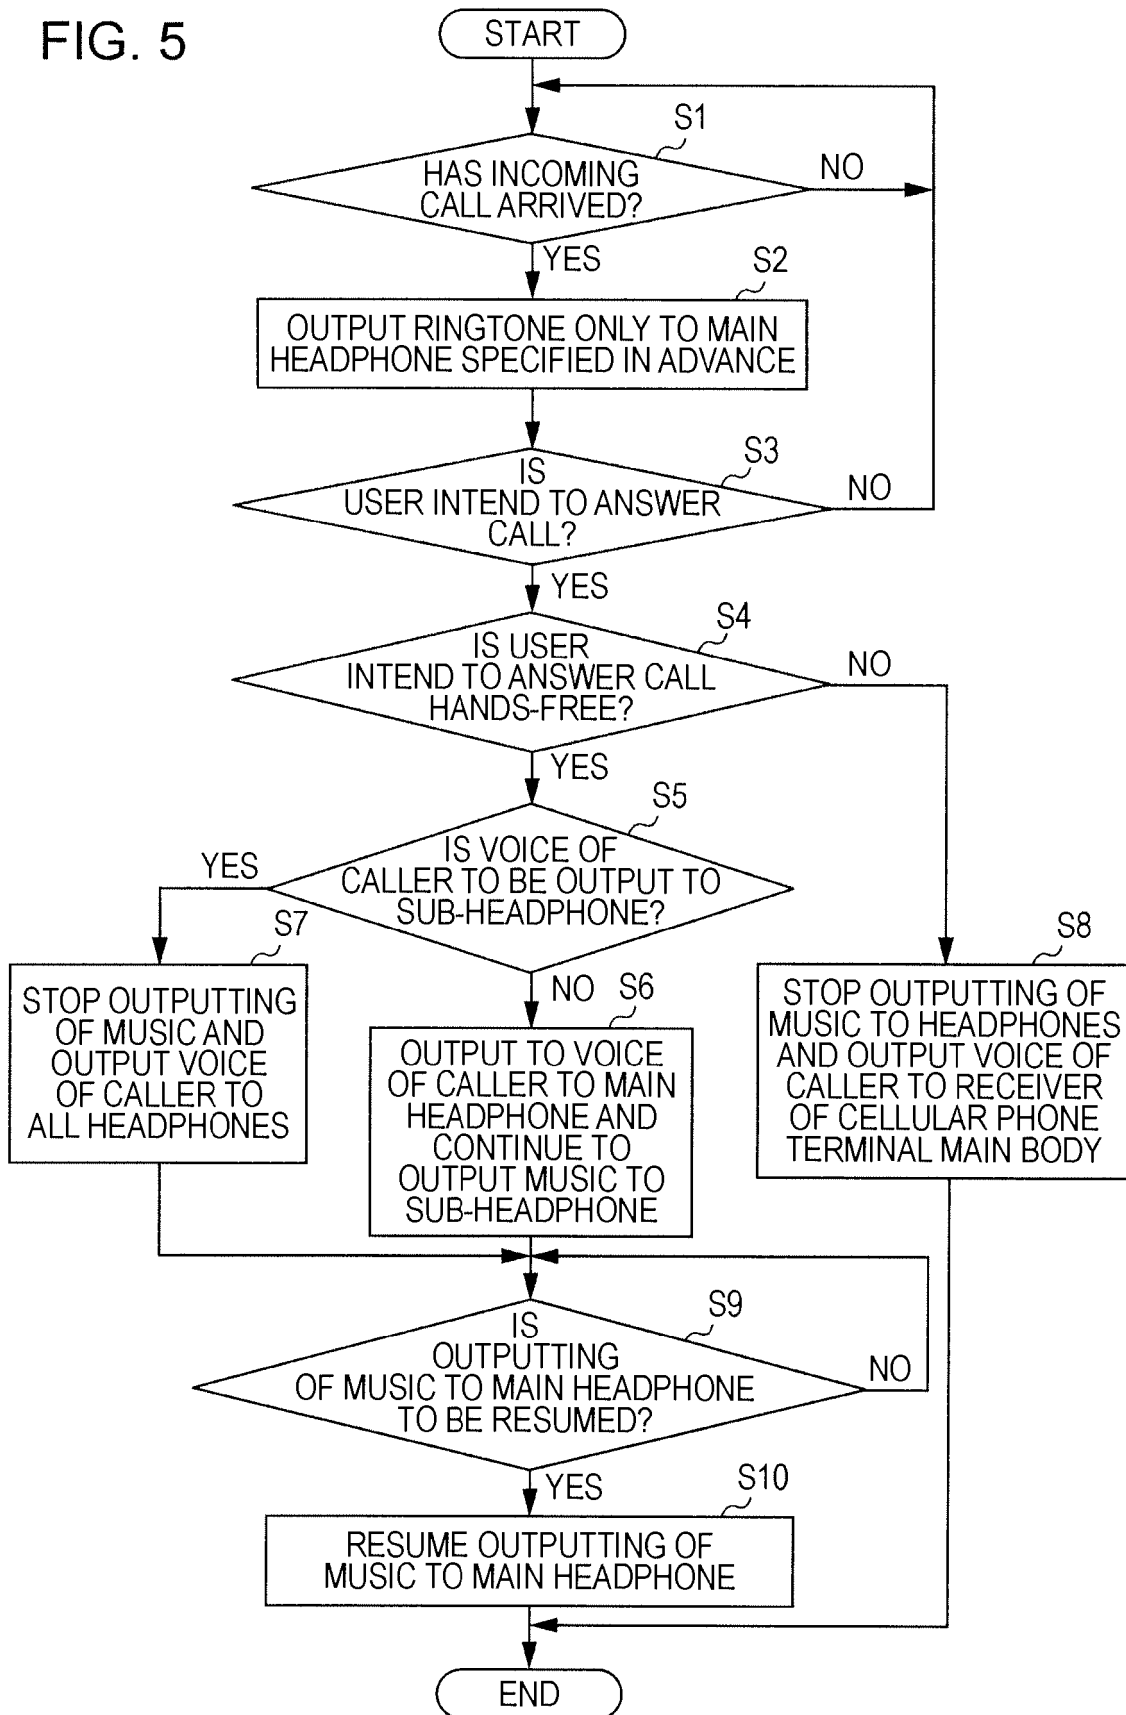 FIG. 5
START
S1
HAS INCOMING
CALL ARRIVED?
NO
YES
S2
OUTPUT RINGTONE ONLY TO MAIN
HEADPHONE SPECIFIED IN ADVANCE
S3
IS
USER INTEND TO ANSWER
CALL?
NO
YES
S4
IS USER
INTEND TO ANSWER CALL
HANDS-FREE?
NO
YES
S5
IS VOICE OF
CALLER TO BE OUTPUT TO
SUB-HEADPHONE?
YES
NO
S7
STOP OUTPUTTING
OF MUSIC AND
OUTPUT VOICE
OF CALLER TO
ALL HEADPHONES
S6
OUTPUT TO VOICE
OF CALLER TO MAIN
HEADPHONE AND
CONTINUE TO
OUTPUT MUSIC TO
SUB-HEADPHONE
S8
STOP OUTPUTTING OF
MUSIC TO HEADPHONES
AND OUTPUT VOICE OF
CALLER TO RECEIVER
OF CELLULAR PHONE
TERMINAL MAIN BODY
S9
IS
OUTPUTTING
OF MUSIC TO MAIN HEADPHONE
TO BE RESUMED?
NO
YES
S10
RESUME OUTPUTTING OF
MUSIC TO MAIN HEADPHONE
END